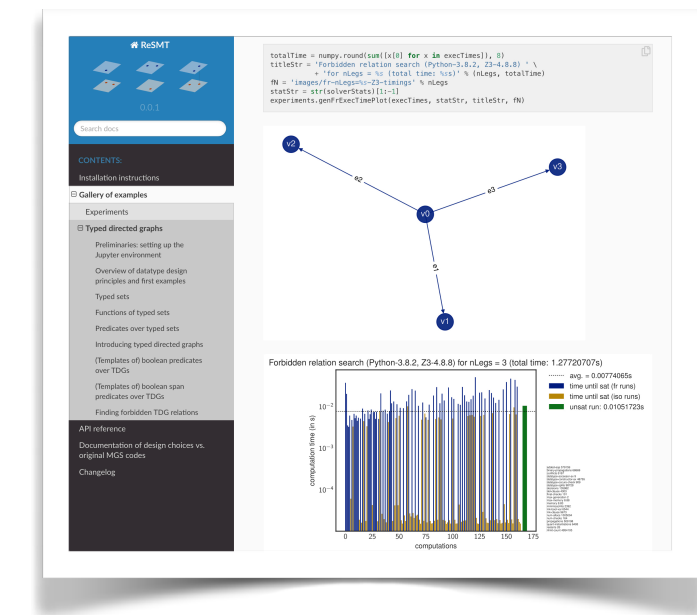 ReSMT
0.0.1
Search docs
CONTENTS:
Installation instructions
Gallery of examples
Experiments
Typed directed graphs
Preliminaries: setting up the
Jupyter environment
Overview of datatype design
principles and first examples
Typed sets
Functions of typed sets
Predicates over typed sets
Introducing typed directed graphs
(Templates of) boolean predicates
over TDGs
(Templates of) boolean span
predicates over TDGs
Finding forbidden TDG relations
API reference
Documentation of design choices vs.
original MGS codes
Changelog
totalTime = numpy.round(sum([x[0] for x in execTimes]), 8)
titleStr = 'Forbidden relation search (Python-3.8.2, Z3-4.8.8) ' \
+ 'for nLegs = %s (total time: %ss)' % (nLegs, totalTime)
fN = 'images/fr-nLegs=%s-Z3-timings' % nLegs
statStr = str(solverStats)[1:-1]
experiments.genFrExecTimePlot(execTimes, statStr, titleStr, fN)
v2
v3
e2
e3
v0
e1
v1
Forbidden relation search (Python-3.8.2, Z3-4.8.8) for nLegs = 3 (total time: 1.27720707s)
avg. = 0.00774065s
time until sat (fr runs)
time until sat (iso runs)
unsat run: 0.01051723s
computation time (in s)
10⁻²
10⁻³
10⁻⁴
0 25 50 75 100 125 150 175
computations